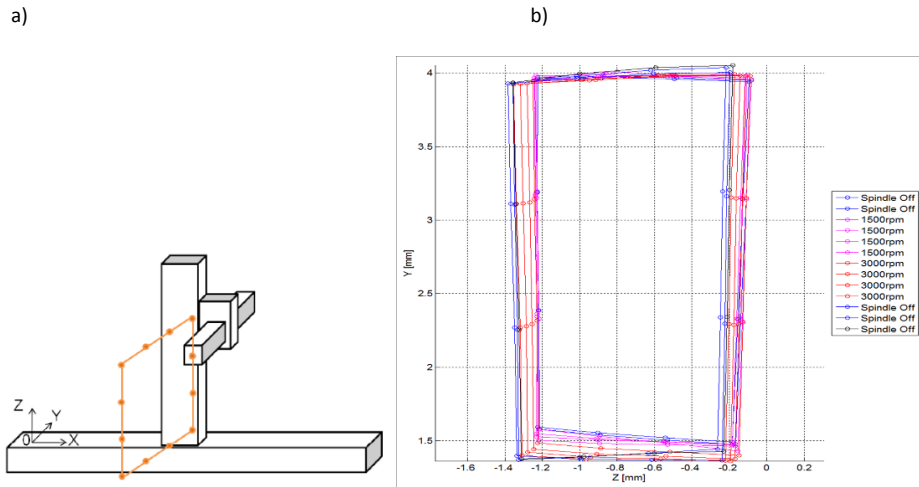 a)
b)
Z
Y
0
X
4
3.5
3
2.5
2
1.5
Y [mm]
-1.6
-1.4
-1.2
-1
-0.8
-0.6
-0.4
-0.2
0
0.2
Z [mm]
Spindle Off
Spindle Off
1500rpm
1500rpm
1500rpm
1500rpm
3000rpm
3000rpm
3000rpm
3000rpm
Spindle Off
Spindle Off
Spindle Off